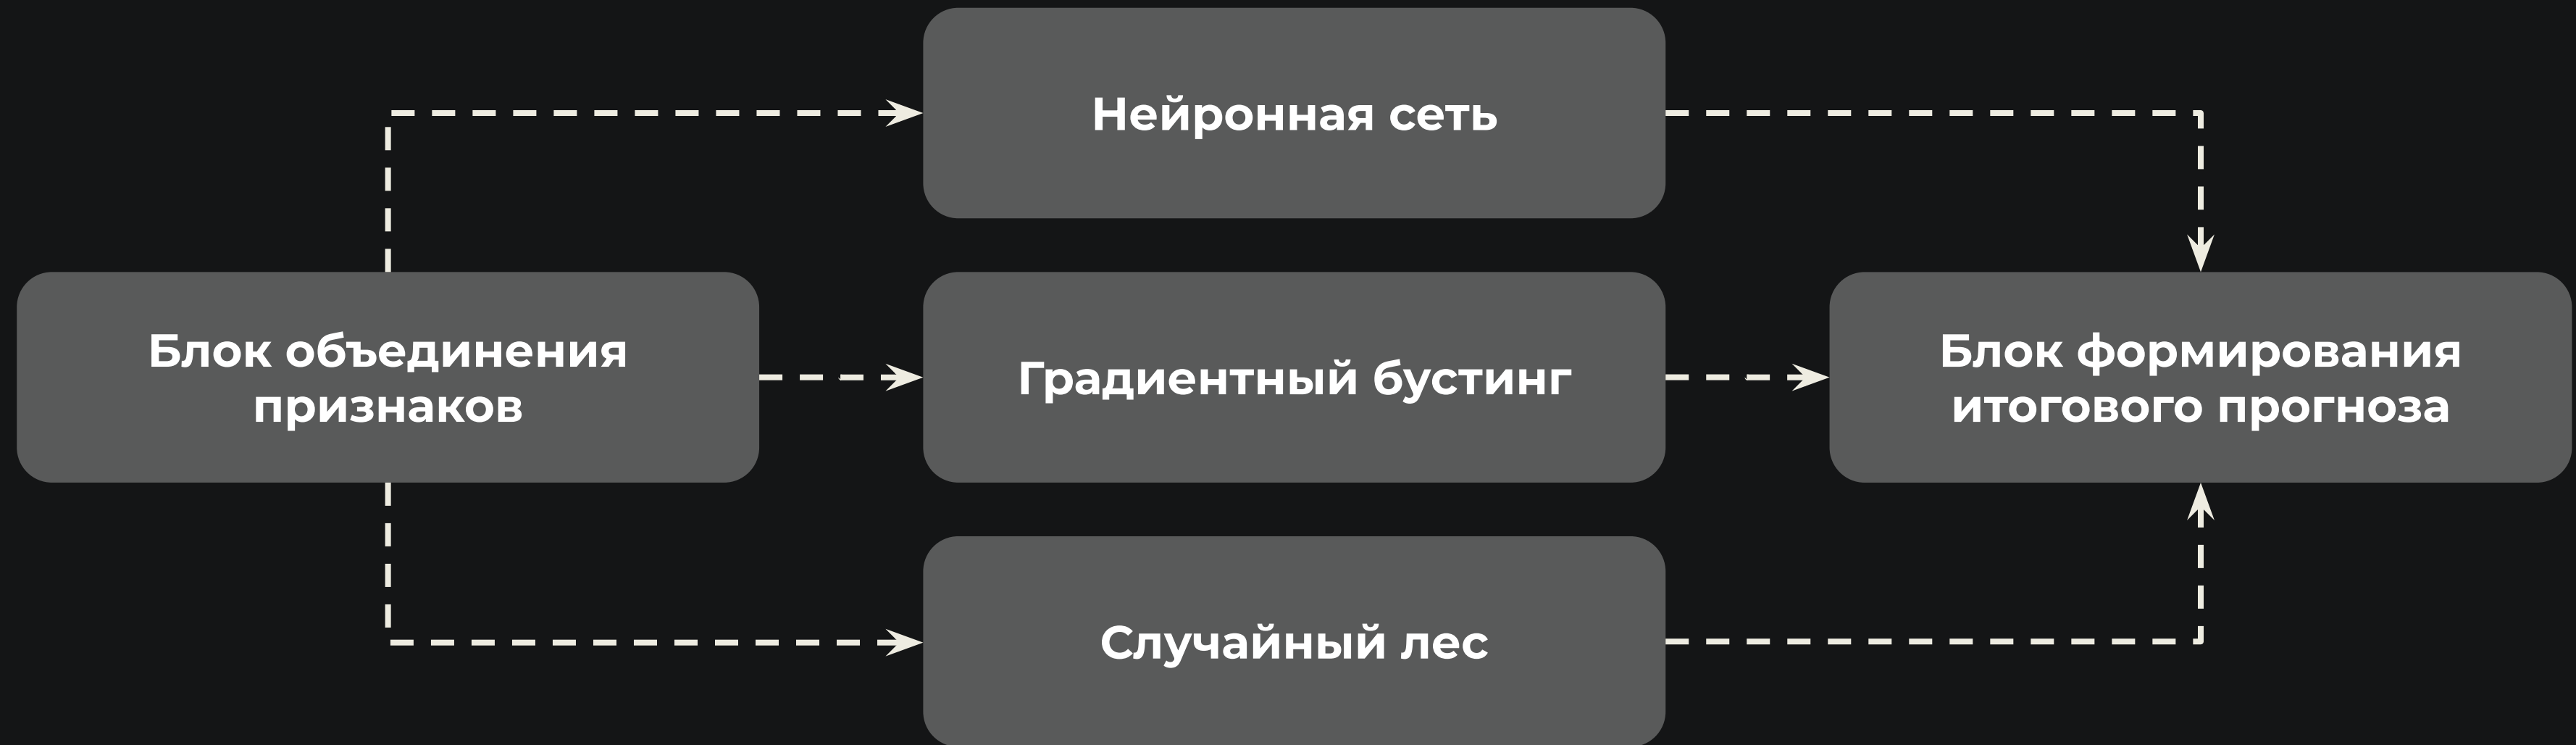 Нейронная сеть
Блок объединения
признаков
Градиентный бустинг
Блок формирования
итогового прогноза
Случайный лес